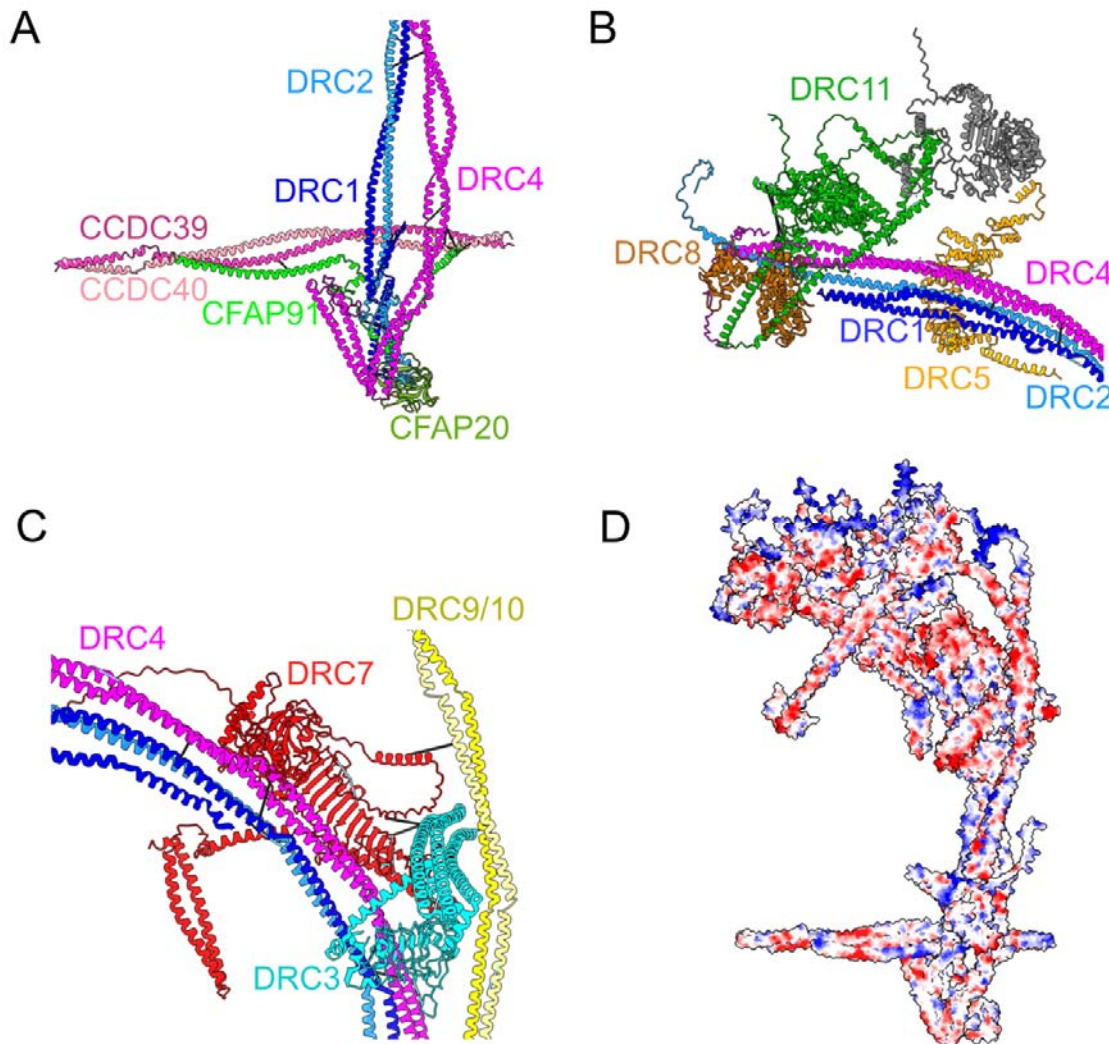 A
DRC2
DRC1
DRC4
CCDC39
CCDC40
CFAP91
CFAP20
B
DRC11
DRC8
DRC4
DRC1
DRC5
DRC2
C
DRC9/10
DRC4
DRC7
DRC3
D